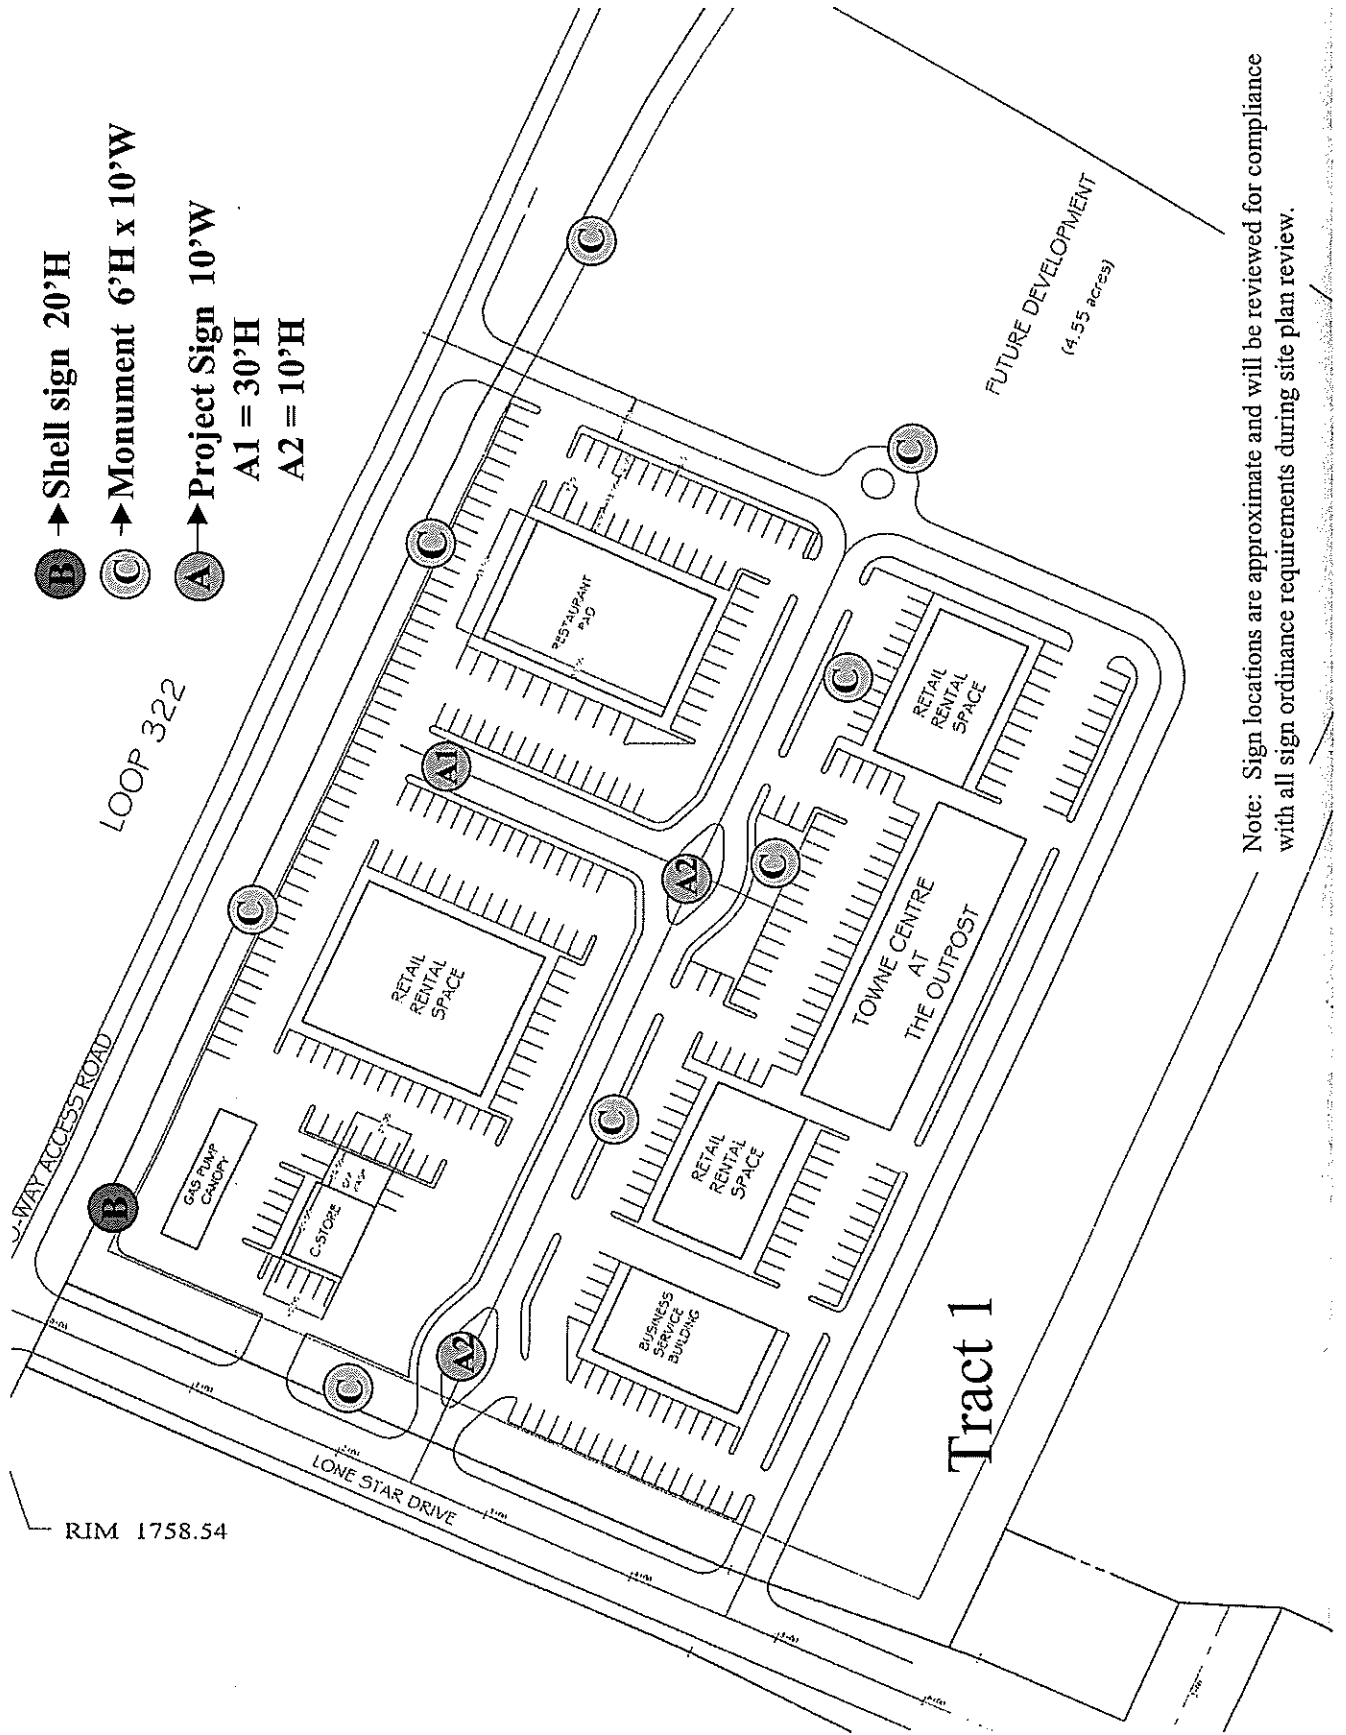 B → Shell sign 20'H
C → Monument 6'H x 10'W
A → Project Sign 10'W
A1 = 30'H
A2 = 10'H
LOOP 322
-WAY ACCESS ROAD
B
C
C
C
GAS PUMP
CANOPY
C-STORE
RETAIL
RENTAL
SPACE
A1
RESTAURANT
PAD
C
A2
C
A2
C
C
C
LONE STAR DRIVE
RIM 1758.54
BUSINESS
SERVICE
BUILDING
RETAIL
RENTAL
SPACE
TOWNE CENTRE
AT
THE OUTPOST
RETAIL
RENTAL
SPACE
C
FUTURE DEVELOPMENT
(4.55 acres)
Tract 1
Note: Sign locations are approximate and will be reviewed for compliance
with all sign ordinance requirements during site plan review.